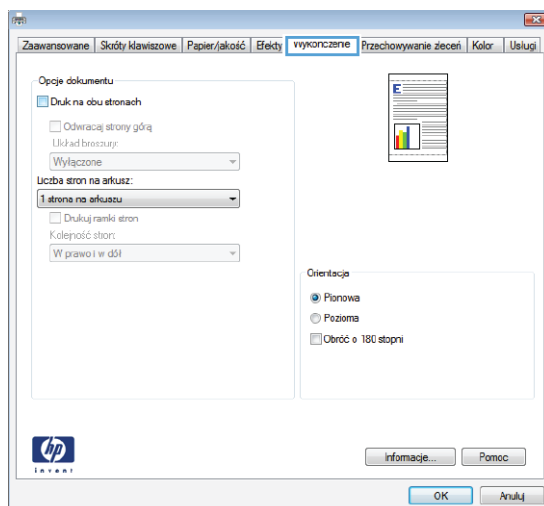 Zaawansowane Skróty klawiszowe Papier/jakość Efekty Wykończenie Przechowywanie zleceń Kolor Usługi
Opcje dokumentu
Druk na obu stronach
Odwracaj strony górą
Układ broszury:
Wyłączone
Liczba stron na arkusz:
1 strona na arkuszu
Drukuj ramki stron
Kolejność stron:
W prawo i w dół
E
Orientacja
Pionowa
Pozioma
Obróć o 180 stopni
hp
invent
Informacje... Pomoc
OK Anuluj